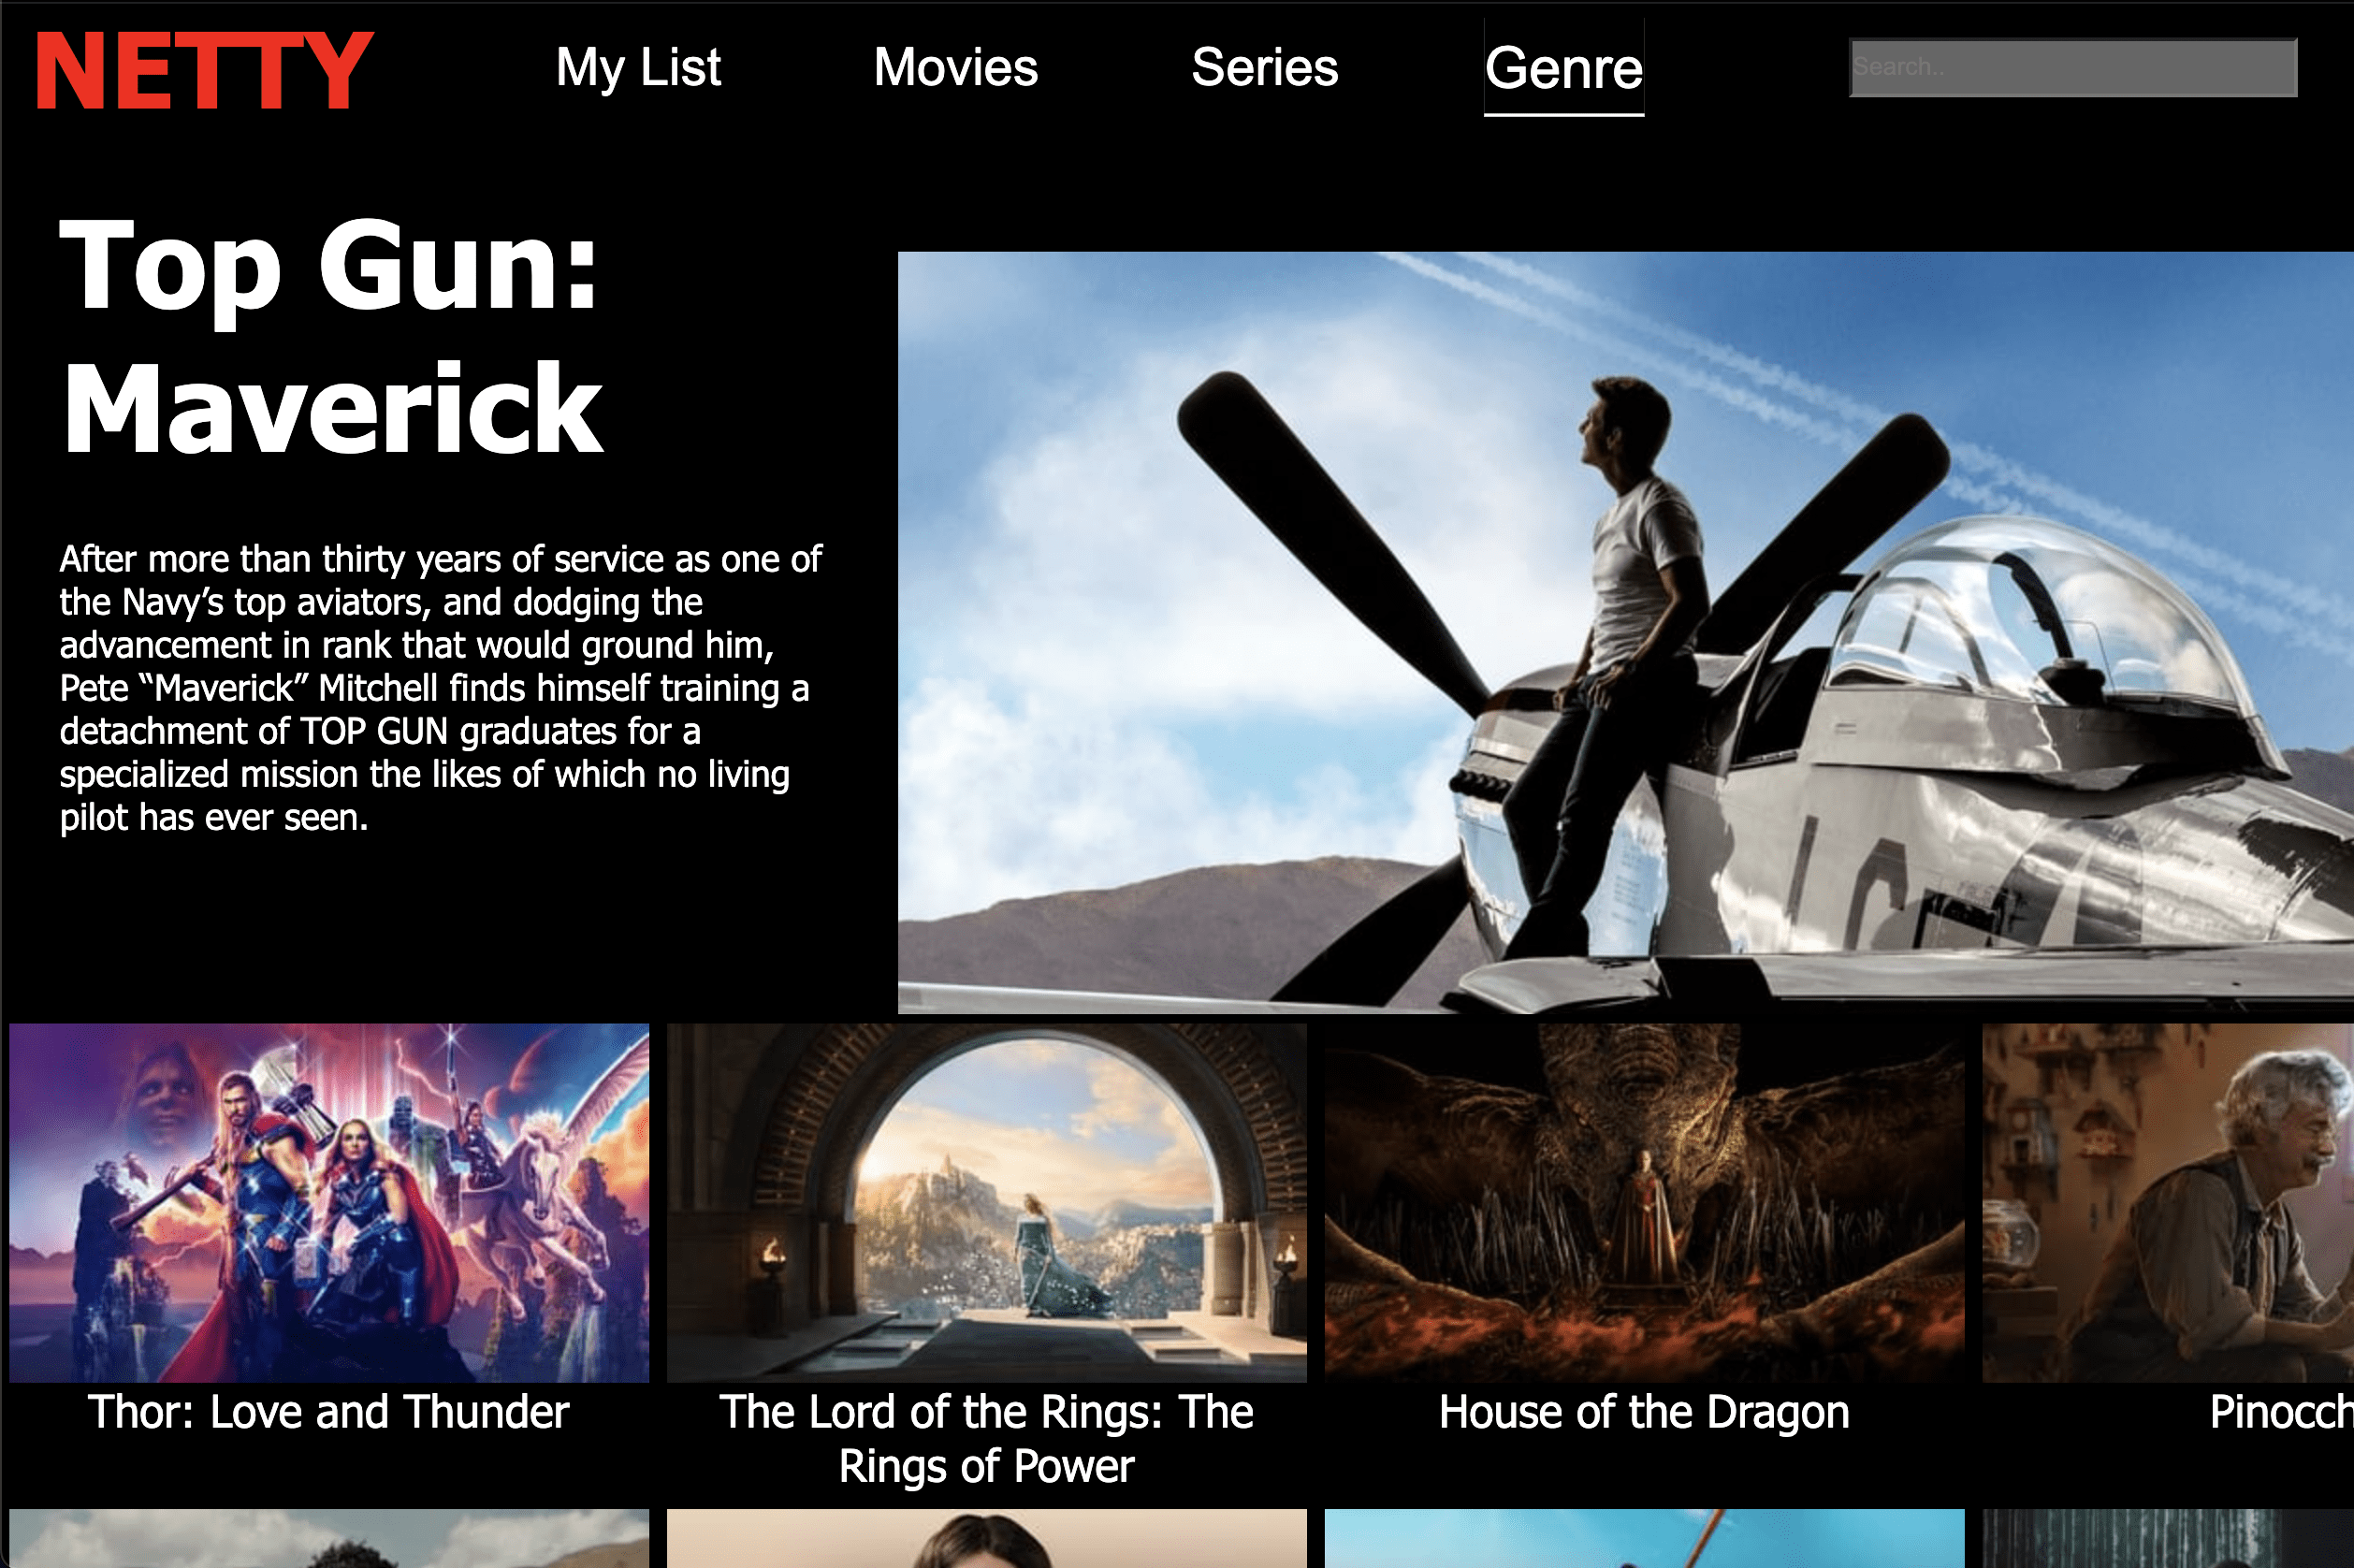 NETTY
My List
Movies
Series
Genre
Search..
Top Gun:
Maverick
After more than thirty years of service as one of
the Navy’s top aviators, and dodging the
advancement in rank that would ground him,
Pete “Maverick” Mitchell finds himself training a
detachment of TOP GUN graduates for a
specialized mission the likes of which no living
pilot has ever seen.
Thor: Love and Thunder
The Lord of the Rings: The
Rings of Power
House of the Dragon
Pinocch